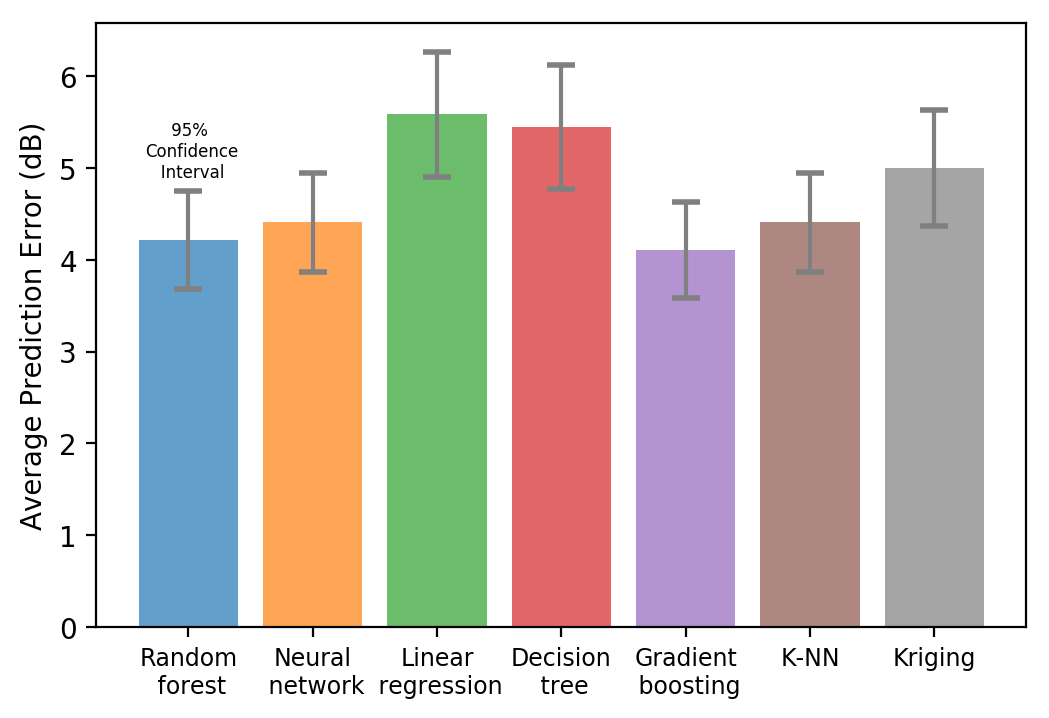 Average Prediction Error (dB)
6
5
4
3
2
1
0
95%
Confidence
Interval
Random
forest
Neural
network
Linear
regression
Decision
tree
Gradient
boosting
K-NN
Kriging